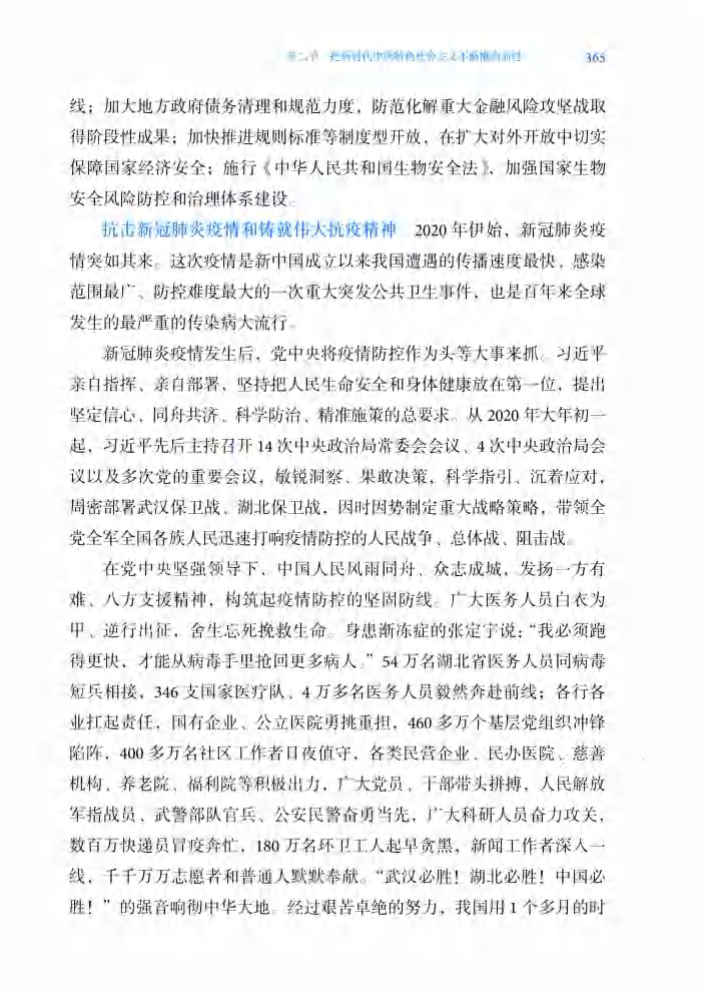 第二节 把新时代中国特色社会主义不断推向前进 365
线；加大地方政府债务清理和规范力度，防范化解重大金融风险攻坚战取
得阶段性成果；加快推进规则标准等制度型开放，在扩大对外开放中切实
保障国家经济安全；施行《中华人民共和国生物安全法》，加强国家生物
安全风险防控和治理体系建设。
抗击新冠肺炎疫情和铸就伟大抗疫精神 2020 年伊始，新冠肺炎疫
情突如其来。这次疫情是新中国成立以来我国遭遇的传播速度最快、感染
范围最广、防控难度最大的一次重大突发公共卫生事件，也是百年来全球
发生的最严重的传染病大流行。
新冠肺炎疫情发生后，党中央将疫情防控作为头等大事来抓。习近平
亲自指挥、亲自部署，坚持把人民生命安全和身体健康放在第一位，提出
坚定信心、同舟共济、科学防治、精准施策的总要求。从 2020 年大年初一
起，习近平先后主持召开 14 次中央政治局常委会会议、4 次中央政治局会
议以及多次党的重要会议，敏锐洞察、果敢决策，科学指引、沉着应对，
周密部署武汉保卫战、湖北保卫战，因时因势制定重大战略策略，带领全
党全军全国各族人民迅速打响疫情防控的人民战争、总体战、阻击战。
在党中央坚强领导下，中国人民风雨同舟、众志成城，发扬一方有
难、八方支援精神，构筑起疫情防控的坚固防线。广大医务人员白衣为
甲、逆行出征，舍生忘死挽救生命。身患渐冻症的张定宇说：“我必须跑
得更快，才能从病毒手里抢回更多病人。”54 万名湖北省医务人员同病毒
短兵相接，346 支国家医疗队、4 万多名医务人员毅然奔赴前线；各行各
业扛起责任，国有企业、公立医院勇挑重担，460 多万个基层党组织冲锋
陷阵，400 多万名社区工作者日夜值守，各类民营企业、民办医院、慈善
机构、养老院、福利院等积极出力，广大党员、干部带头拼搏，人民解放
军指战员、武警部队官兵、公安民警奋勇当先，广大科研人员奋力攻关，
数百万快递员冒疫奔忙，180 万名环卫工人起早贪黑，新闻工作者深入一
线，千千万万志愿者和普通人默默奉献。“武汉必胜！湖北必胜！中国必
胜！”的强音响彻中华大地。经过艰苦卓绝的努力，我国用 1 个多月的时